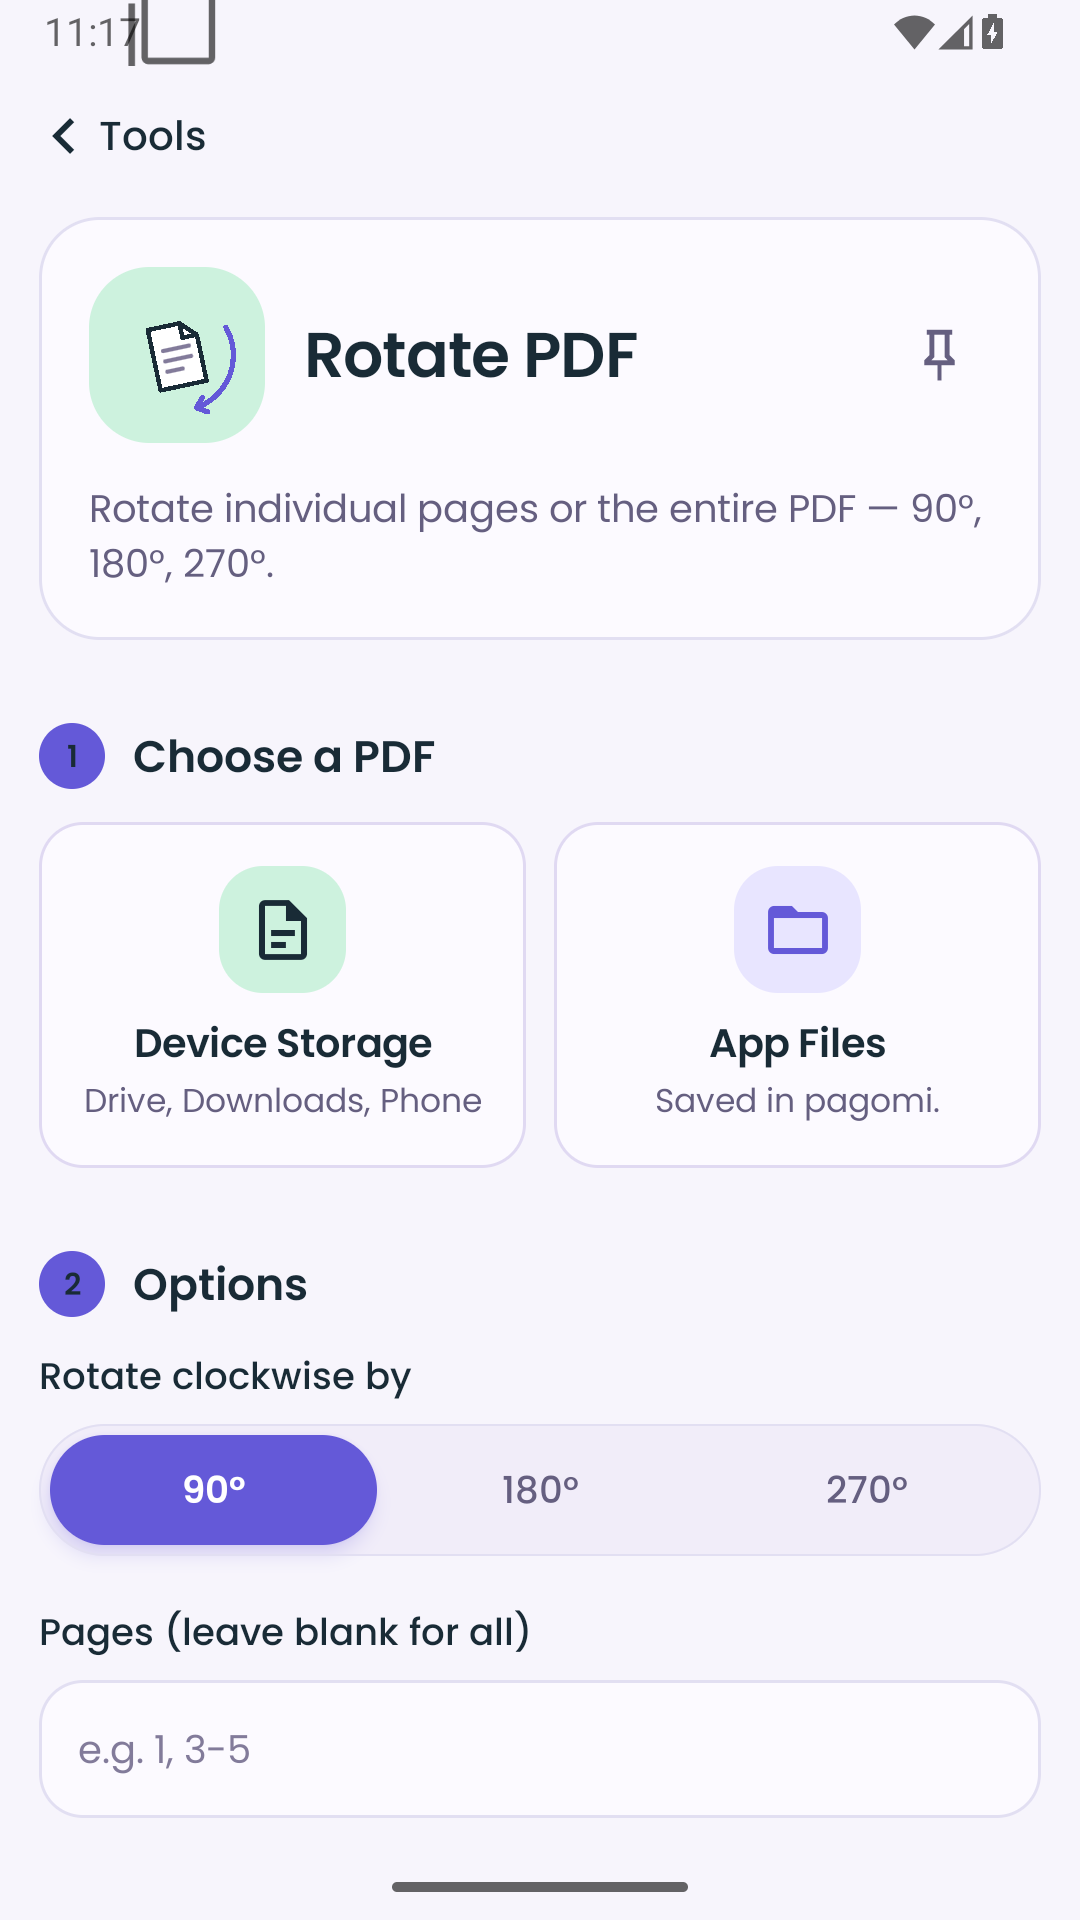 11:17
Tools
Rotate PDF
Rotate individual pages or the entire PDF — 90°,
180°, 270°.
1 Choose a PDF
Device Storage
Drive, Downloads, Phone
App Files
Saved in pagomi.
2 Options
Rotate clockwise by
90° 180° 270°
Pages (leave blank for all)
e.g. 1, 3-5